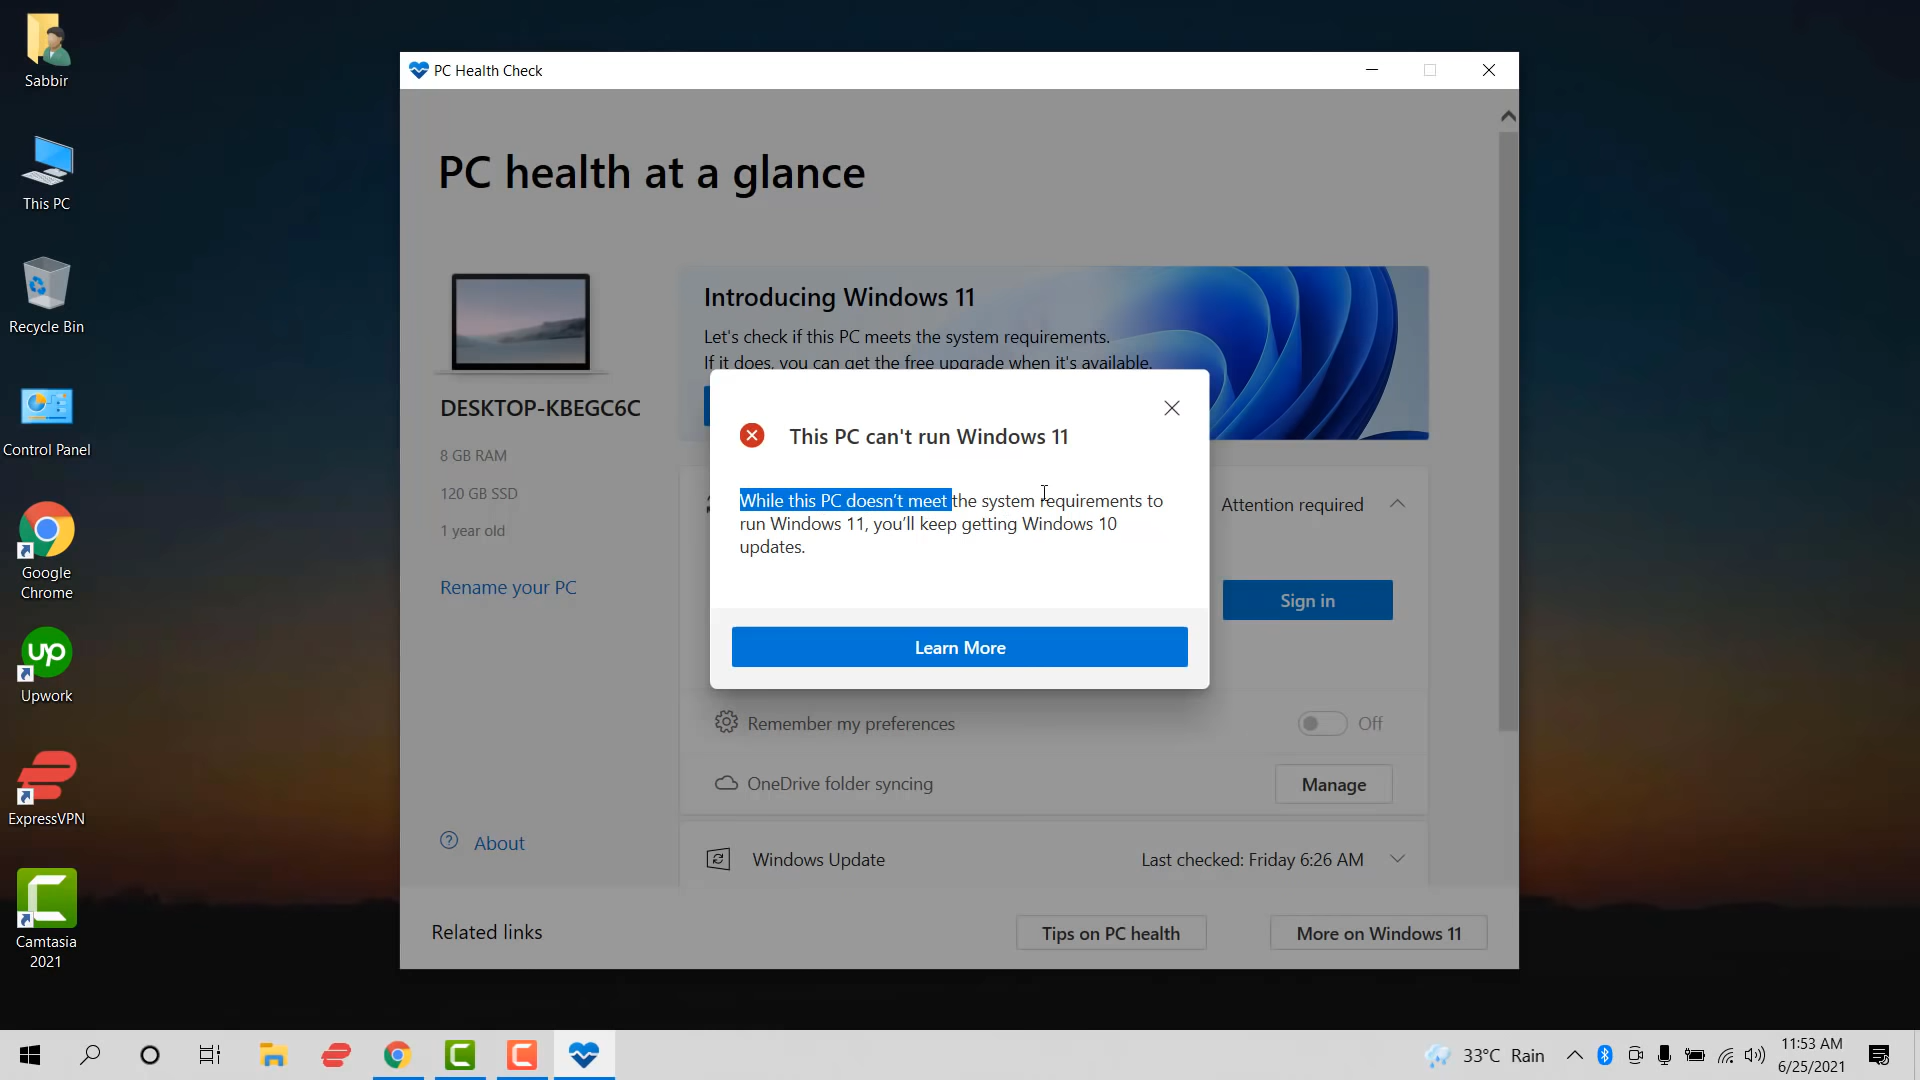 Sabbir
This PC
Recycle Bin
Control Panel
Google
Chrome
up
Upwork
ExpressVPN
Camtasia
2021
PC Health Check
PC health at a glance
DESKTOP-KBEGC6C
8 GB RAM
120 GB SSD
1 year old
Rename your PC
About
Introducing Windows 11
Let's check if this PC meets the system requirements.
If it does, you can get the free upgrade when it's available.
This PC can't run Windows 11
While this PC doesn't meet the system requirements to
run Windows 11, you'll keep getting Windows 10
updates.
Learn More
Attention required
Sign in
Remember my preferences
Off
OneDrive folder syncing
Manage
Windows Update
Last checked: Friday 6:26 AM
Related links
Tips on PC health
More on Windows 11
33°C Rain
11:53 AM
6/25/2021